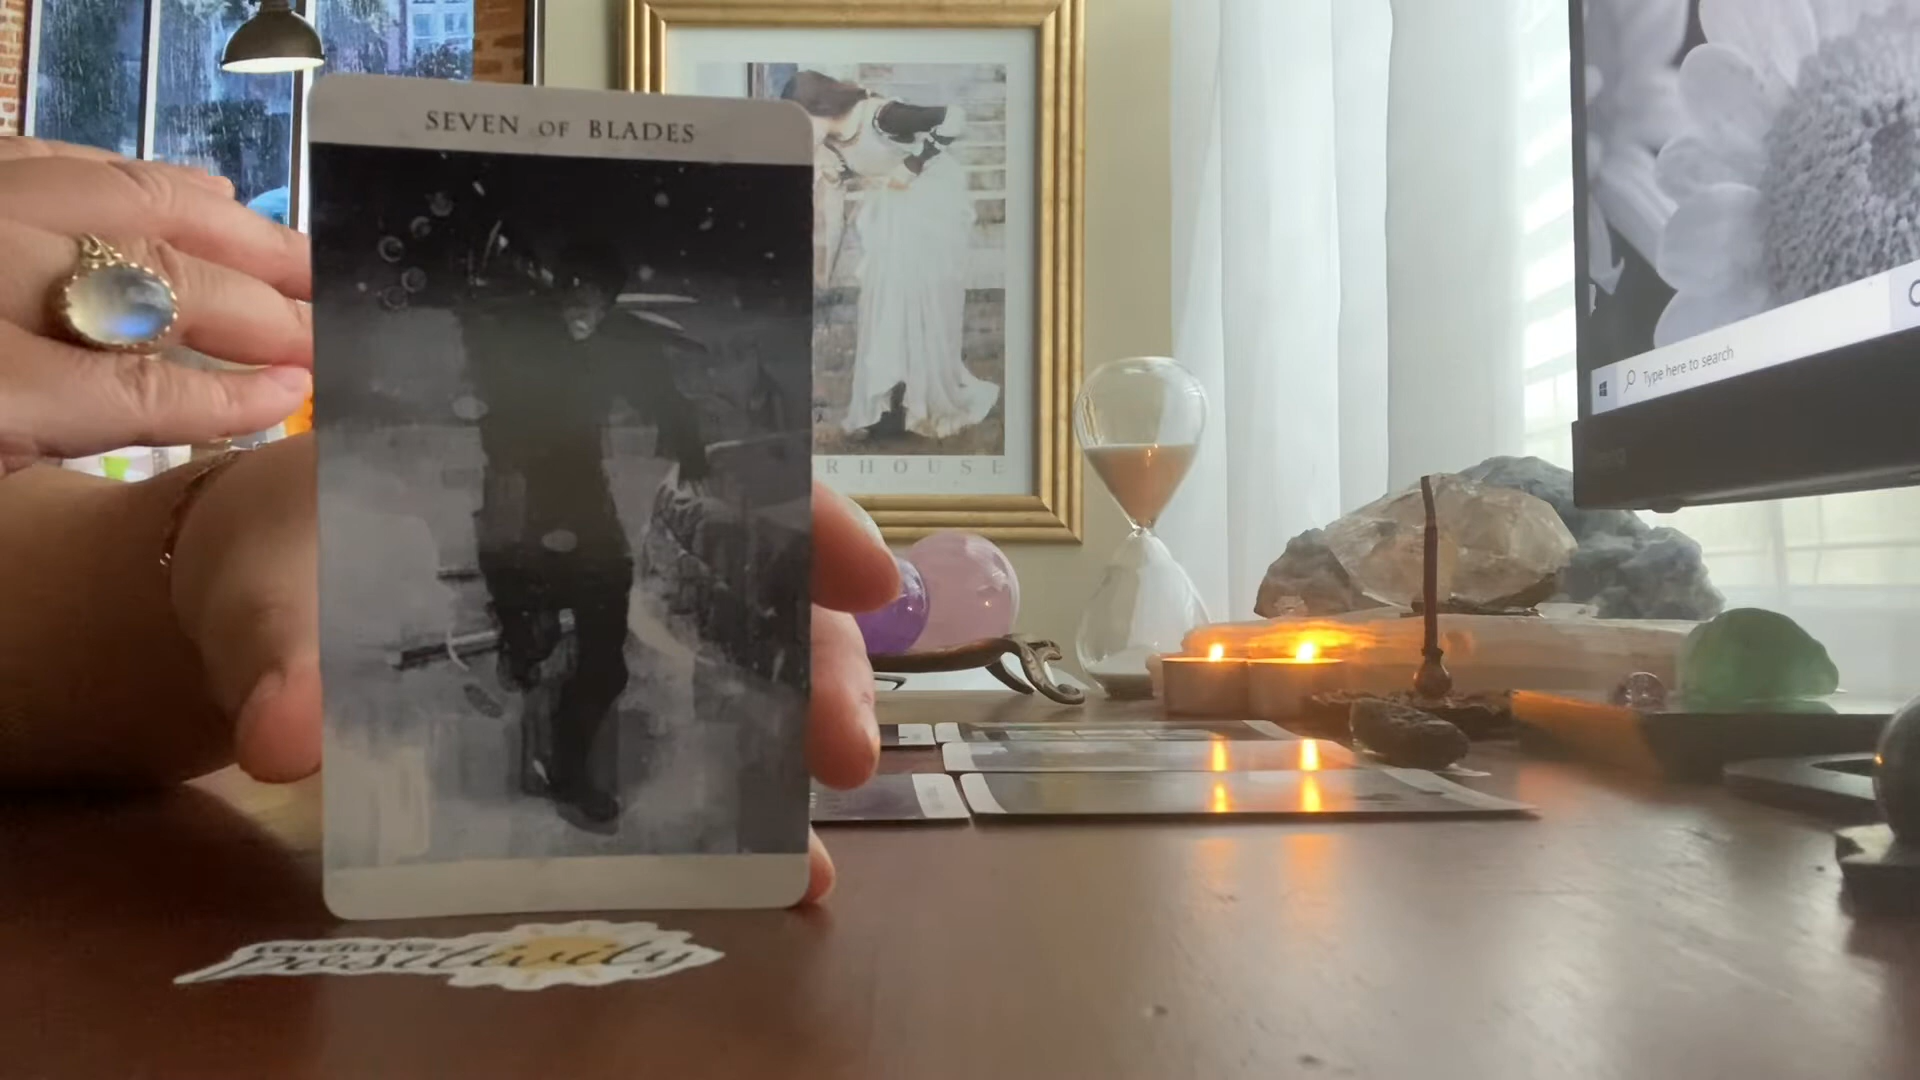 SEVEN OF BLADES
RHOUSE
Type here to search
positivity